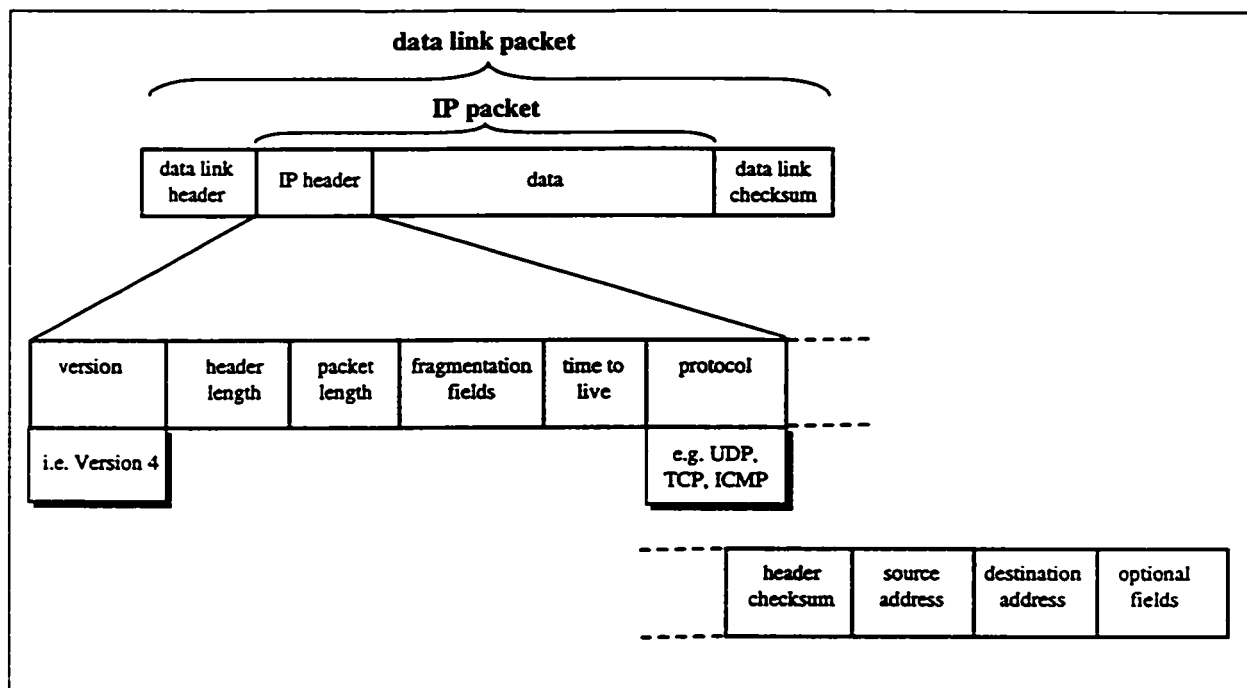 data link packet
IP packet
data link
header
IP header
data
data link
checksum
version
header
length
packet
length
fragmentation
fields
time to
live
protocol
i.e. Version 4
e.g. UDP,
TCP, ICMP
header
checksum
source
address
destination
address
optional
fields